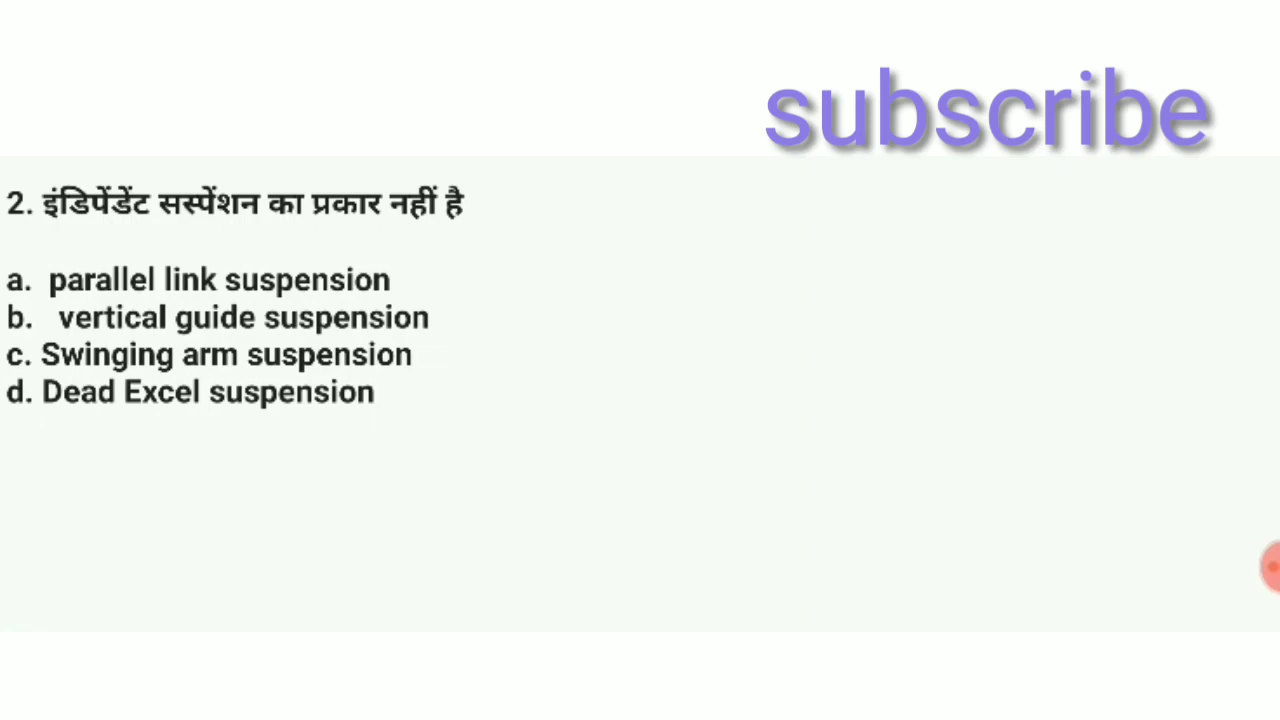 subscribe
2. इंडिपेंडेंट सस्पेंशन का प्रकार नहीं है
a. parallel link suspension
b. vertical guide suspension
c. Swinging arm suspension
d. Dead Excel suspension